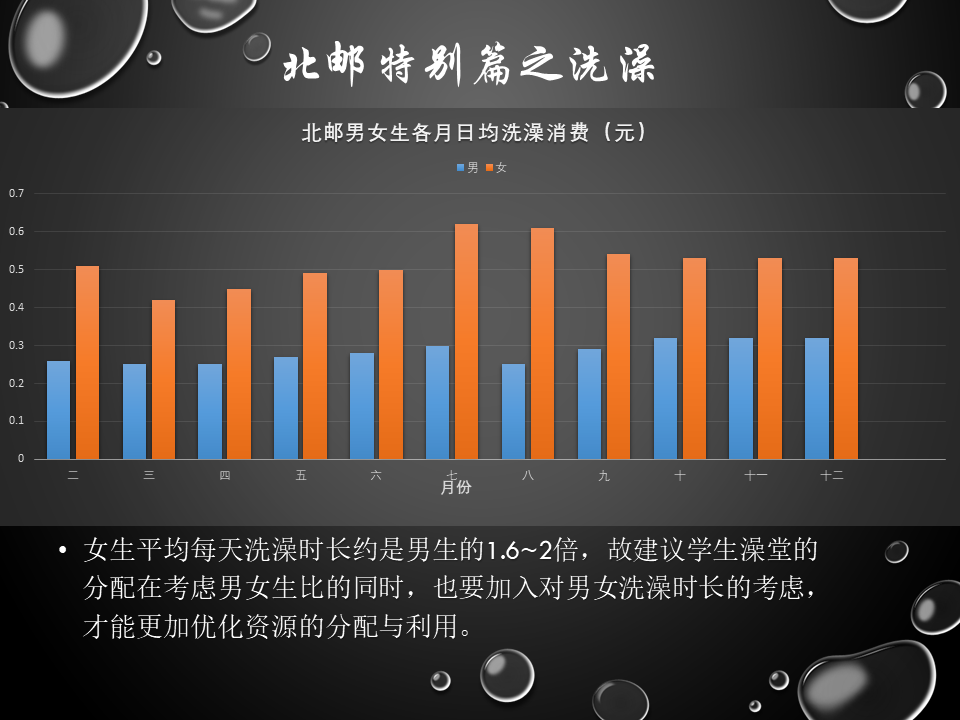 北邮特别篇之洗澡
北邮男女生各月日均洗澡消费（元）
男 女
0.7
0.6
0.5
0.4
0.3
0.2
0.1
0
二 三 四 五 六 七 八 九 十 十一 十二
月份
• 女生平均每天洗澡时长约是男生的1.6~2倍，故建议学生澡堂的
分配在考虑男女生比的同时，也要加入对男女洗澡时长的考虑，
才能更加优化资源的分配与利用。